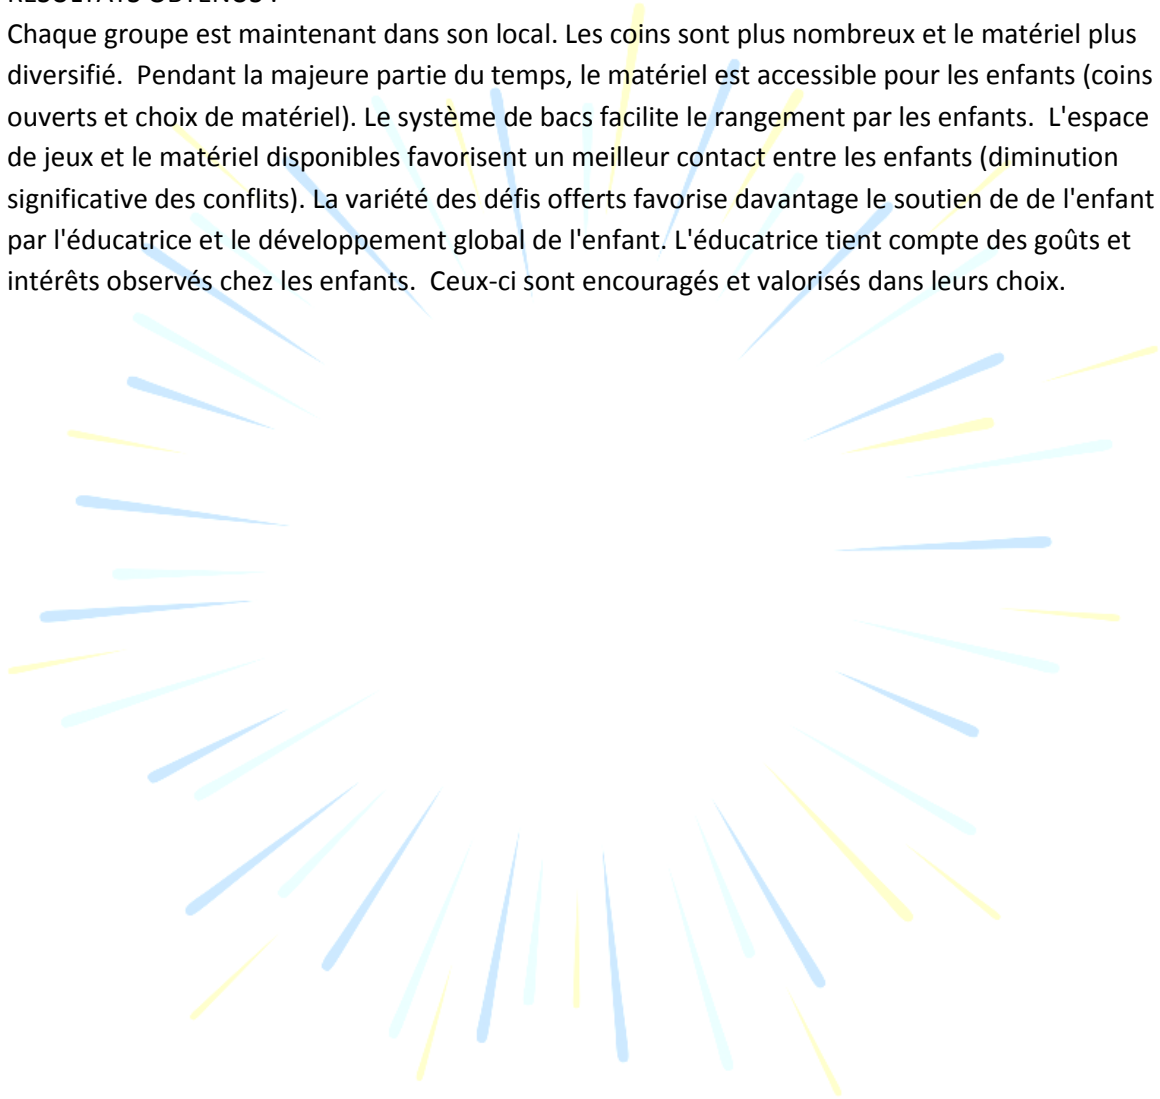 RÉSULTATS OBTENUS :
Chaque groupe est maintenant dans son local. Les coins sont plus nombreux et le matériel plus
diversifié.  Pendant la majeure partie du temps, le matériel est accessible pour les enfants (coins
ouverts et choix de matériel). Le système de bacs facilite le rangement par les enfants.  L'espace
de jeux et le matériel disponibles favorisent un meilleur contact entre les enfants (diminution
significative des conflits). La variété des défis offerts favorise davantage le soutien de de l'enfant
par l'éducatrice et le développement global de l'enfant. L'éducatrice tient compte des goûts et
intérêts observés chez les enfants.  Ceux-ci sont encouragés et valorisés dans leurs choix.